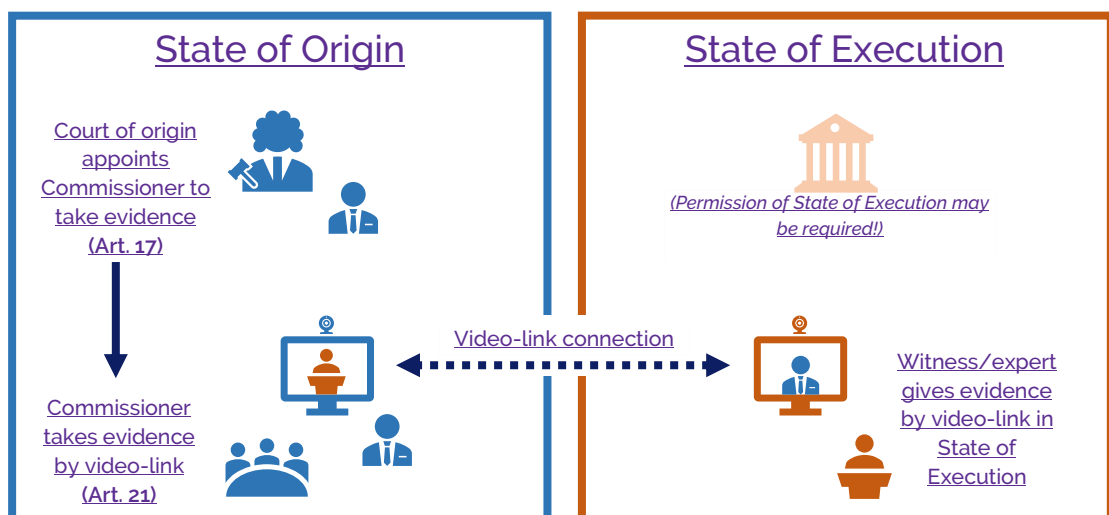 State of Origin
State of Execution
Court of origin
appoints
Commissioner to
take evidence
(Art. 17)
(Permission of State of Execution may
be required!)
Video-link connection
Commissioner
takes evidence
by video-link
(Art. 21)
Witness/expert
gives evidence
by video-link in
State of
Execution